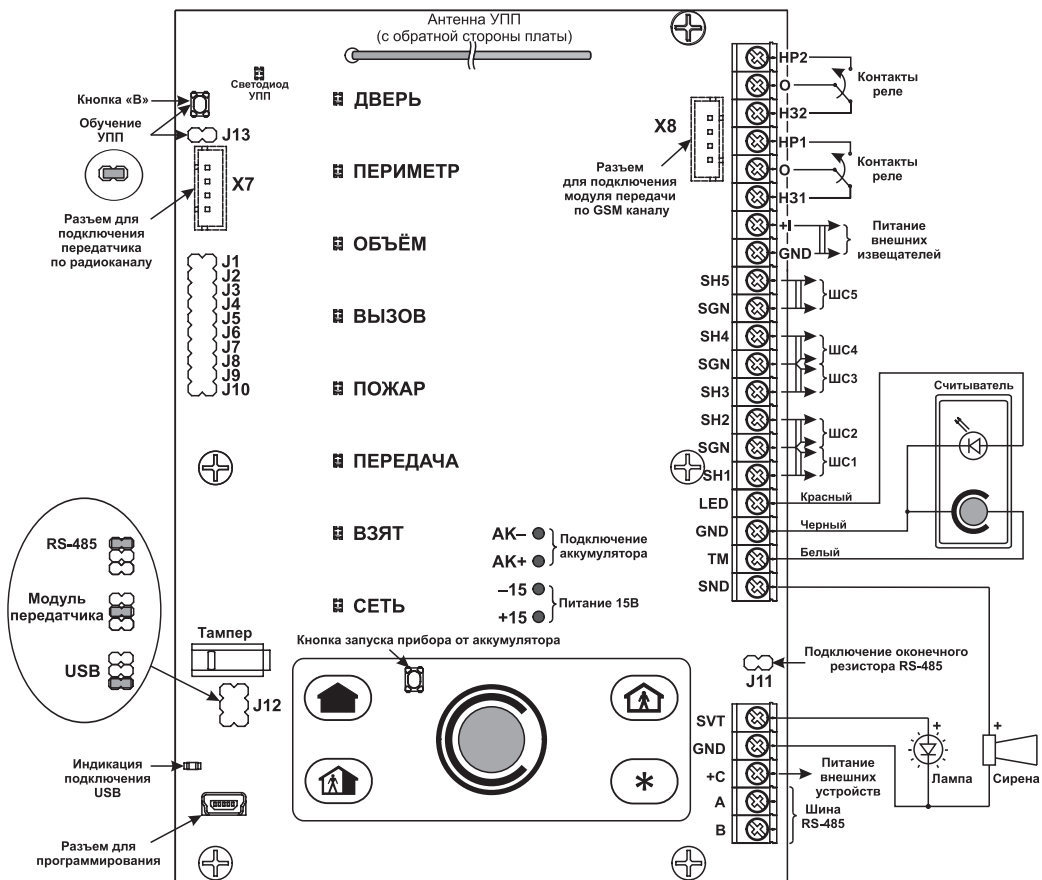 Антенна УПП
(с обратной стороны платы)
Светодиод
УПП
Кнопка «В»
Обучение
УПП
J13
X7
Разъем для
подключения
передатчика
по радиоканалу
J1
J2
J3
J4
J5
J6
J7
J8
J9
J10
ДВЕРЬ
ПЕРИМЕТР
ОБЪЁМ
ВЫЗОВ
ПОЖАР
ПЕРЕДАЧА
ВЗЯТ
СЕТЬ
X8
Разъем
для подключения
модуля передачи
по GSM каналу
HP2
O
H32
Контакты
реле
HP1
O
H31
Контакты
реле
+I
GND
Питание
внешних
извещателей
SH5
SGN
ШС5
SH4
SGN
SH3
ШС4
ШС3
SH2
SGN
SH1
ШС2
ШС1
LED
GND
TM
SND
Красный
Черный
Белый
Считыватель
AK–
AK+
Подключение
аккумулятора
–15
+15
Питание 15В
RS-485
Модуль
передатчика
USB
Тампер
J12
Кнопка запуска прибора от аккумулятора
*
Индикация
подключения
USB
Разъем для
программирования
J11
Подключение оконечного
резистора RS-485
SVT
GND
+C
A
B
Питание
внешних
устройств
Шина
RS-485
+
Лампа
+
Сирена